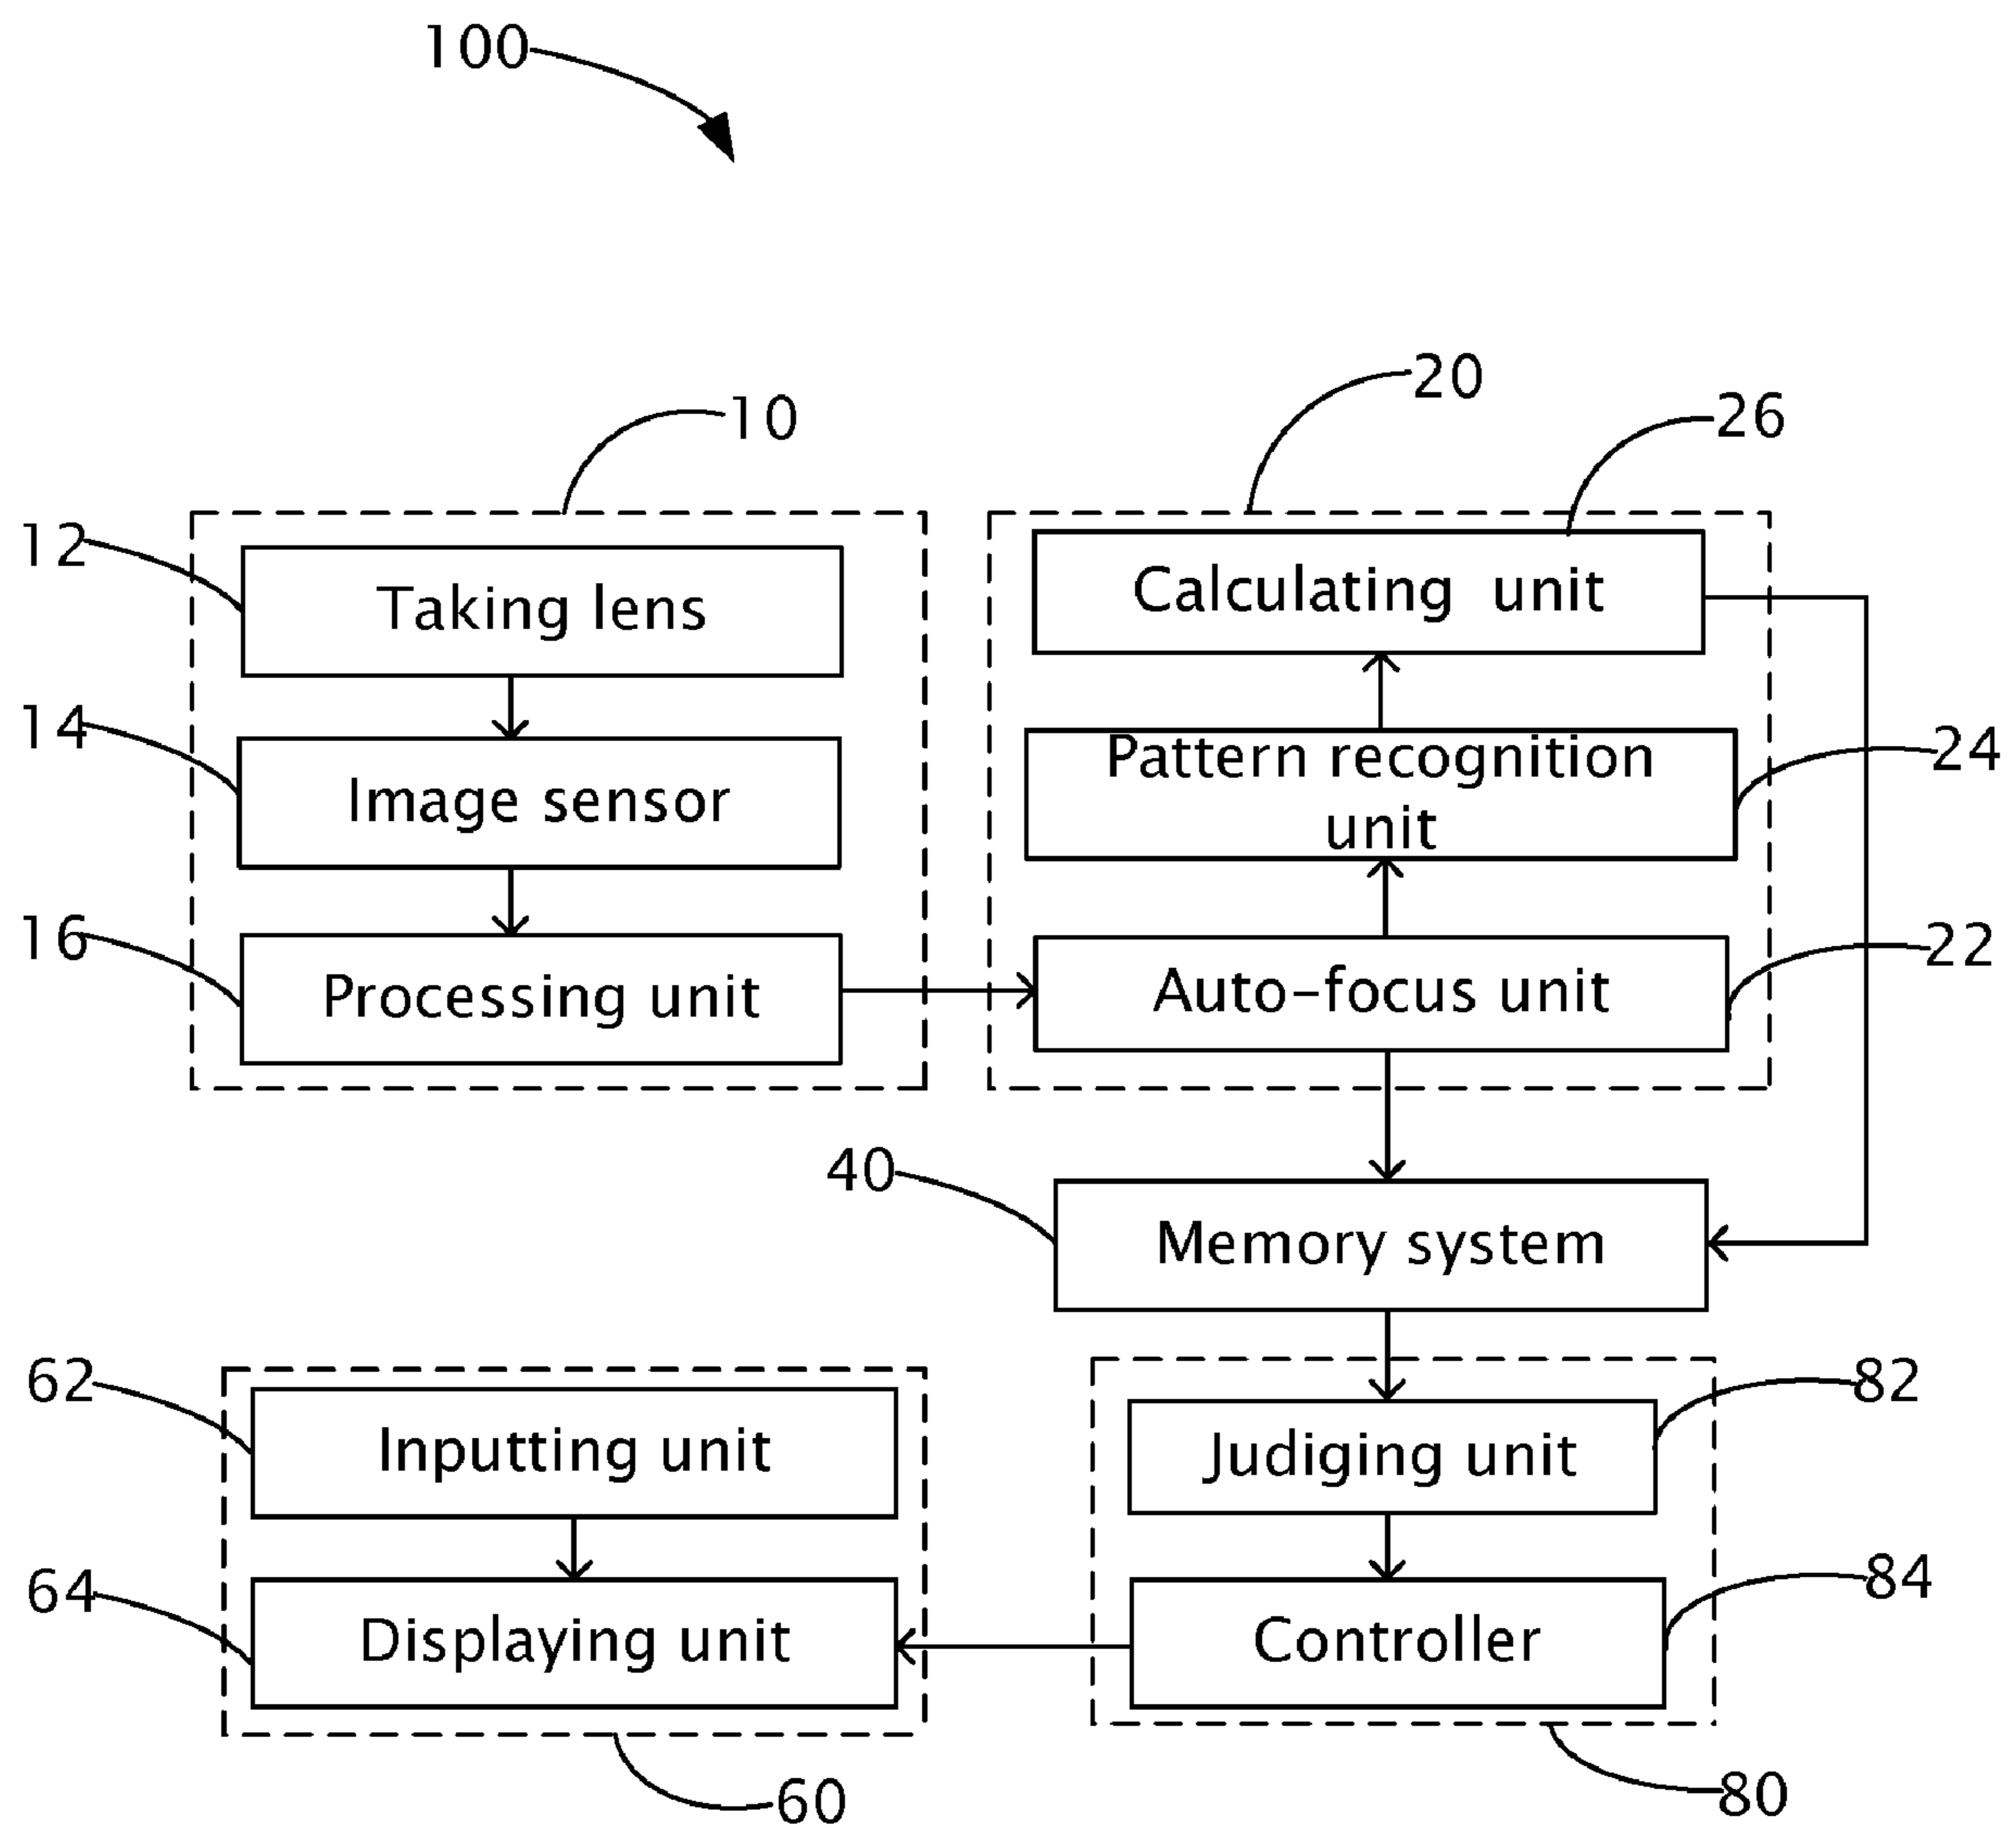 100
10
20
26
12
Taking lens
Calculating unit
14
Image sensor
Pattern recognition
unit
24
16
Processing unit
Auto-focus unit
22
40
Memory system
62
Inputting unit
Judiging unit
82
64
Displaying unit
Controller
84
60
80